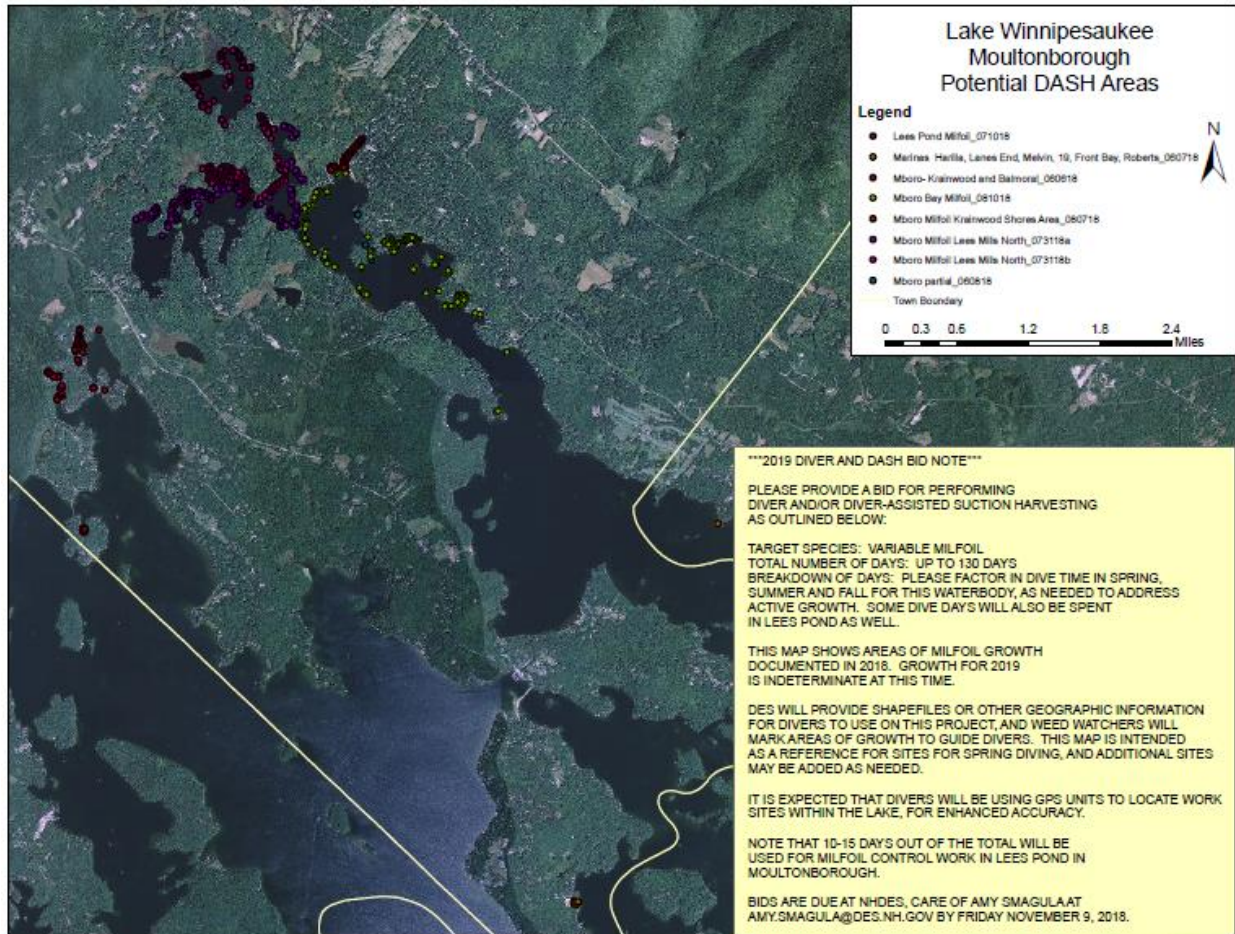 Lake Winnipesaukee
Moultonborough
Potential DASH Areas
Legend
Lees Pond Milfoil_071018
Marinas Harilla, Lanes End, Melvin, 19, Front Bay, Roberts_060718
Mboro- Krainwood and Balmoral_060618
Mboro Bay Milfoil_081018
Mboro Milfoil Krainwood Shores Area_080718
Mboro Milfoil Lees Mills North_073118a
Mboro Milfoil Lees Mills North_073118b
Mboro partial_060818
Town Boundary
N
0 0.3 0.6 1.2 1.8 2.4
Miles
***2019 DIVER AND DASH BID NOTE***
PLEASE PROVIDE A BID FOR PERFORMING
DIVER AND/OR DIVER-ASSISTED SUCTION HARVESTING
AS OUTLINED BELOW:
TARGET SPECIES: VARIABLE MILFOIL
TOTAL NUMBER OF DAYS: UP TO 130 DAYS
BREAKDOWN OF DAYS: PLEASE FACTOR IN DIVE TIME IN SPRING,
SUMMER AND FALL FOR THIS WATERBODY, AS NEEDED TO ADDRESS
ACTIVE GROWTH. SOME DIVE DAYS WILL ALSO BE SPENT
IN LEES POND AS WELL.
THIS MAP SHOWS AREAS OF MILFOIL GROWTH
DOCUMENTED IN 2018. GROWTH FOR 2019
IS INDETERMINATE AT THIS TIME.
DES WILL PROVIDE SHAPEFILES OR OTHER GEOGRAPHIC INFORMATION
FOR DIVERS TO USE ON THIS PROJECT, AND WEED WATCHERS WILL
MARK AREAS OF GROWTH TO GUIDE DIVERS. THIS MAP IS INTENDED
AS A REFERENCE FOR SITES FOR SPRING DIVING, AND ADDITIONAL SITES
MAY BE ADDED AS NEEDED.
IT IS EXPECTED THAT DIVERS WILL BE USING GPS UNITS TO LOCATE WORK
SITES WITHIN THE LAKE, FOR ENHANCED ACCURACY.
NOTE THAT 10-15 DAYS OUT OF THE TOTAL WILL BE
USED FOR MILFOIL CONTROL WORK IN LEES POND IN
MOULTONBOROUGH.
BIDS ARE DUE AT NHDES, CARE OF AMY SMAGULA AT
AMY.SMAGULA@DES.NH.GOV BY FRIDAY NOVEMBER 9, 2018.